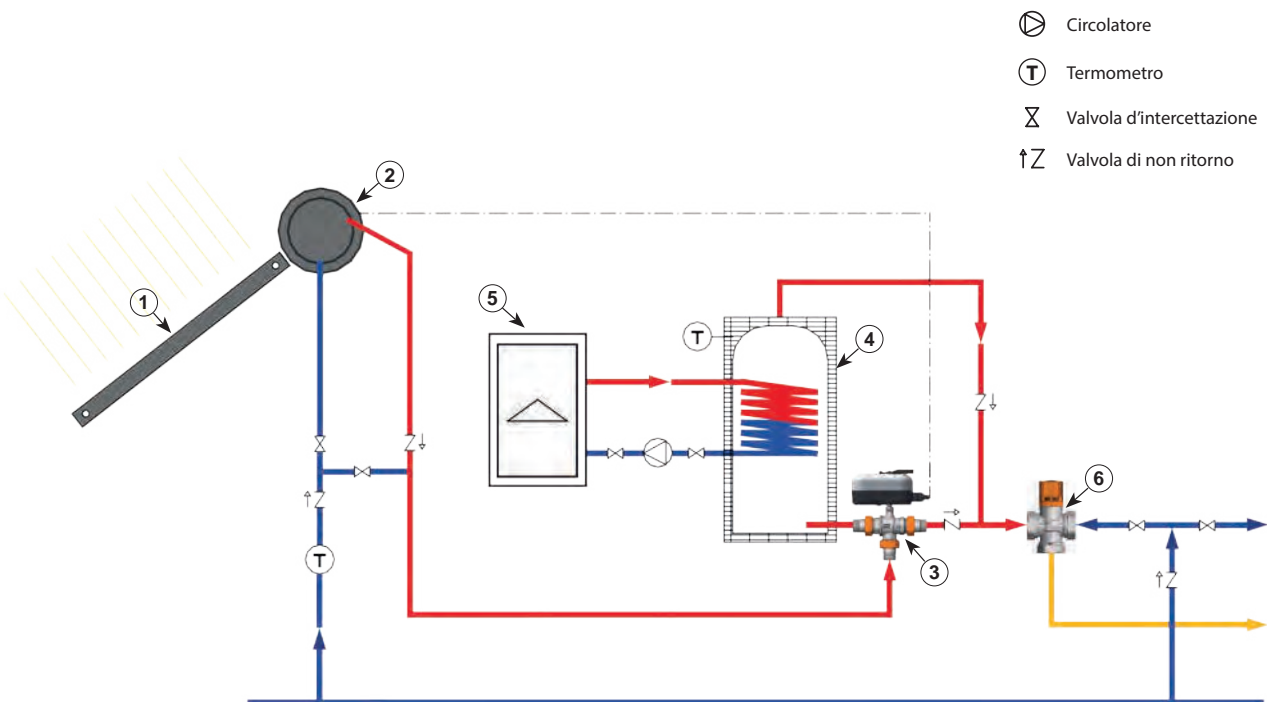 Circolatore
T Termometro
Valvola d'intercettazione
Valvola di non ritorno
2
1
5
T
4
6
3
T